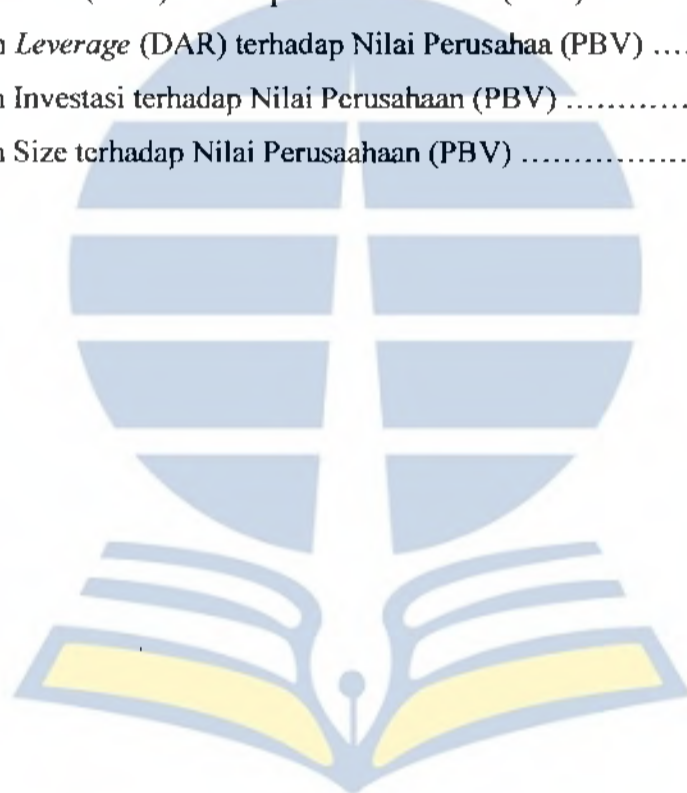 Leverage (DAR) terhadap Nilai Perusahaa (PBV) ....
Investasi terhadap Nilai Perusahaan (PBV) .............
Size terhadap Nilai Perusaahaan (PBV) .................